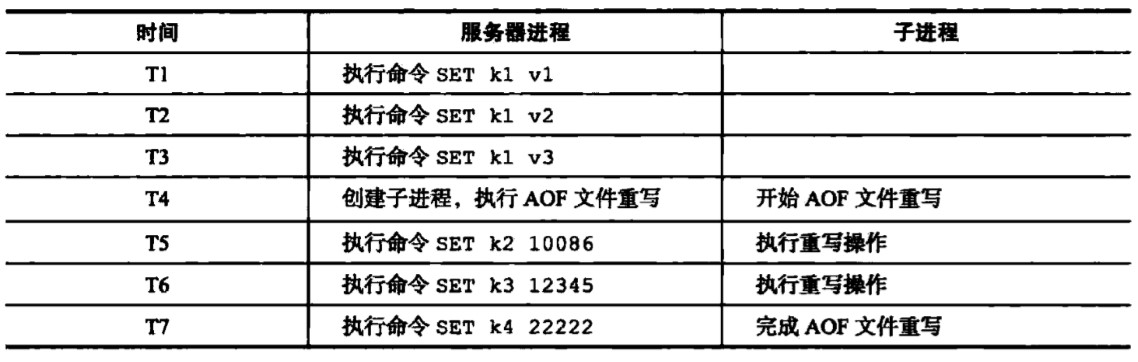 时间 服务器进程 子进程
T1 执行命令 SET k1 v1
T2 执行命令 SET k1 v2
T3 执行命令 SET k1 v3
T4 创建子进程，执行 AOF 文件重写 开始 AOF 文件重写
T5 执行命令 SET k2 10086 执行重写操作
T6 执行命令 SET k3 12345 执行重写操作
T7 执行命令 SET k4 22222 完成 AOF 文件重写